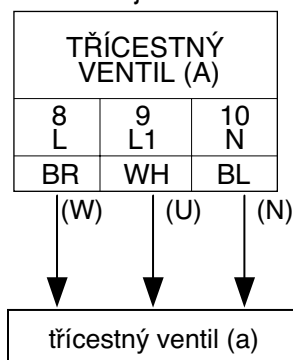 TŘÍCESTNÝ
VENTIL (A)
8 9 10
L L1 N
BR WH BL
(W) (U) (N)
třícestný ventil (a)